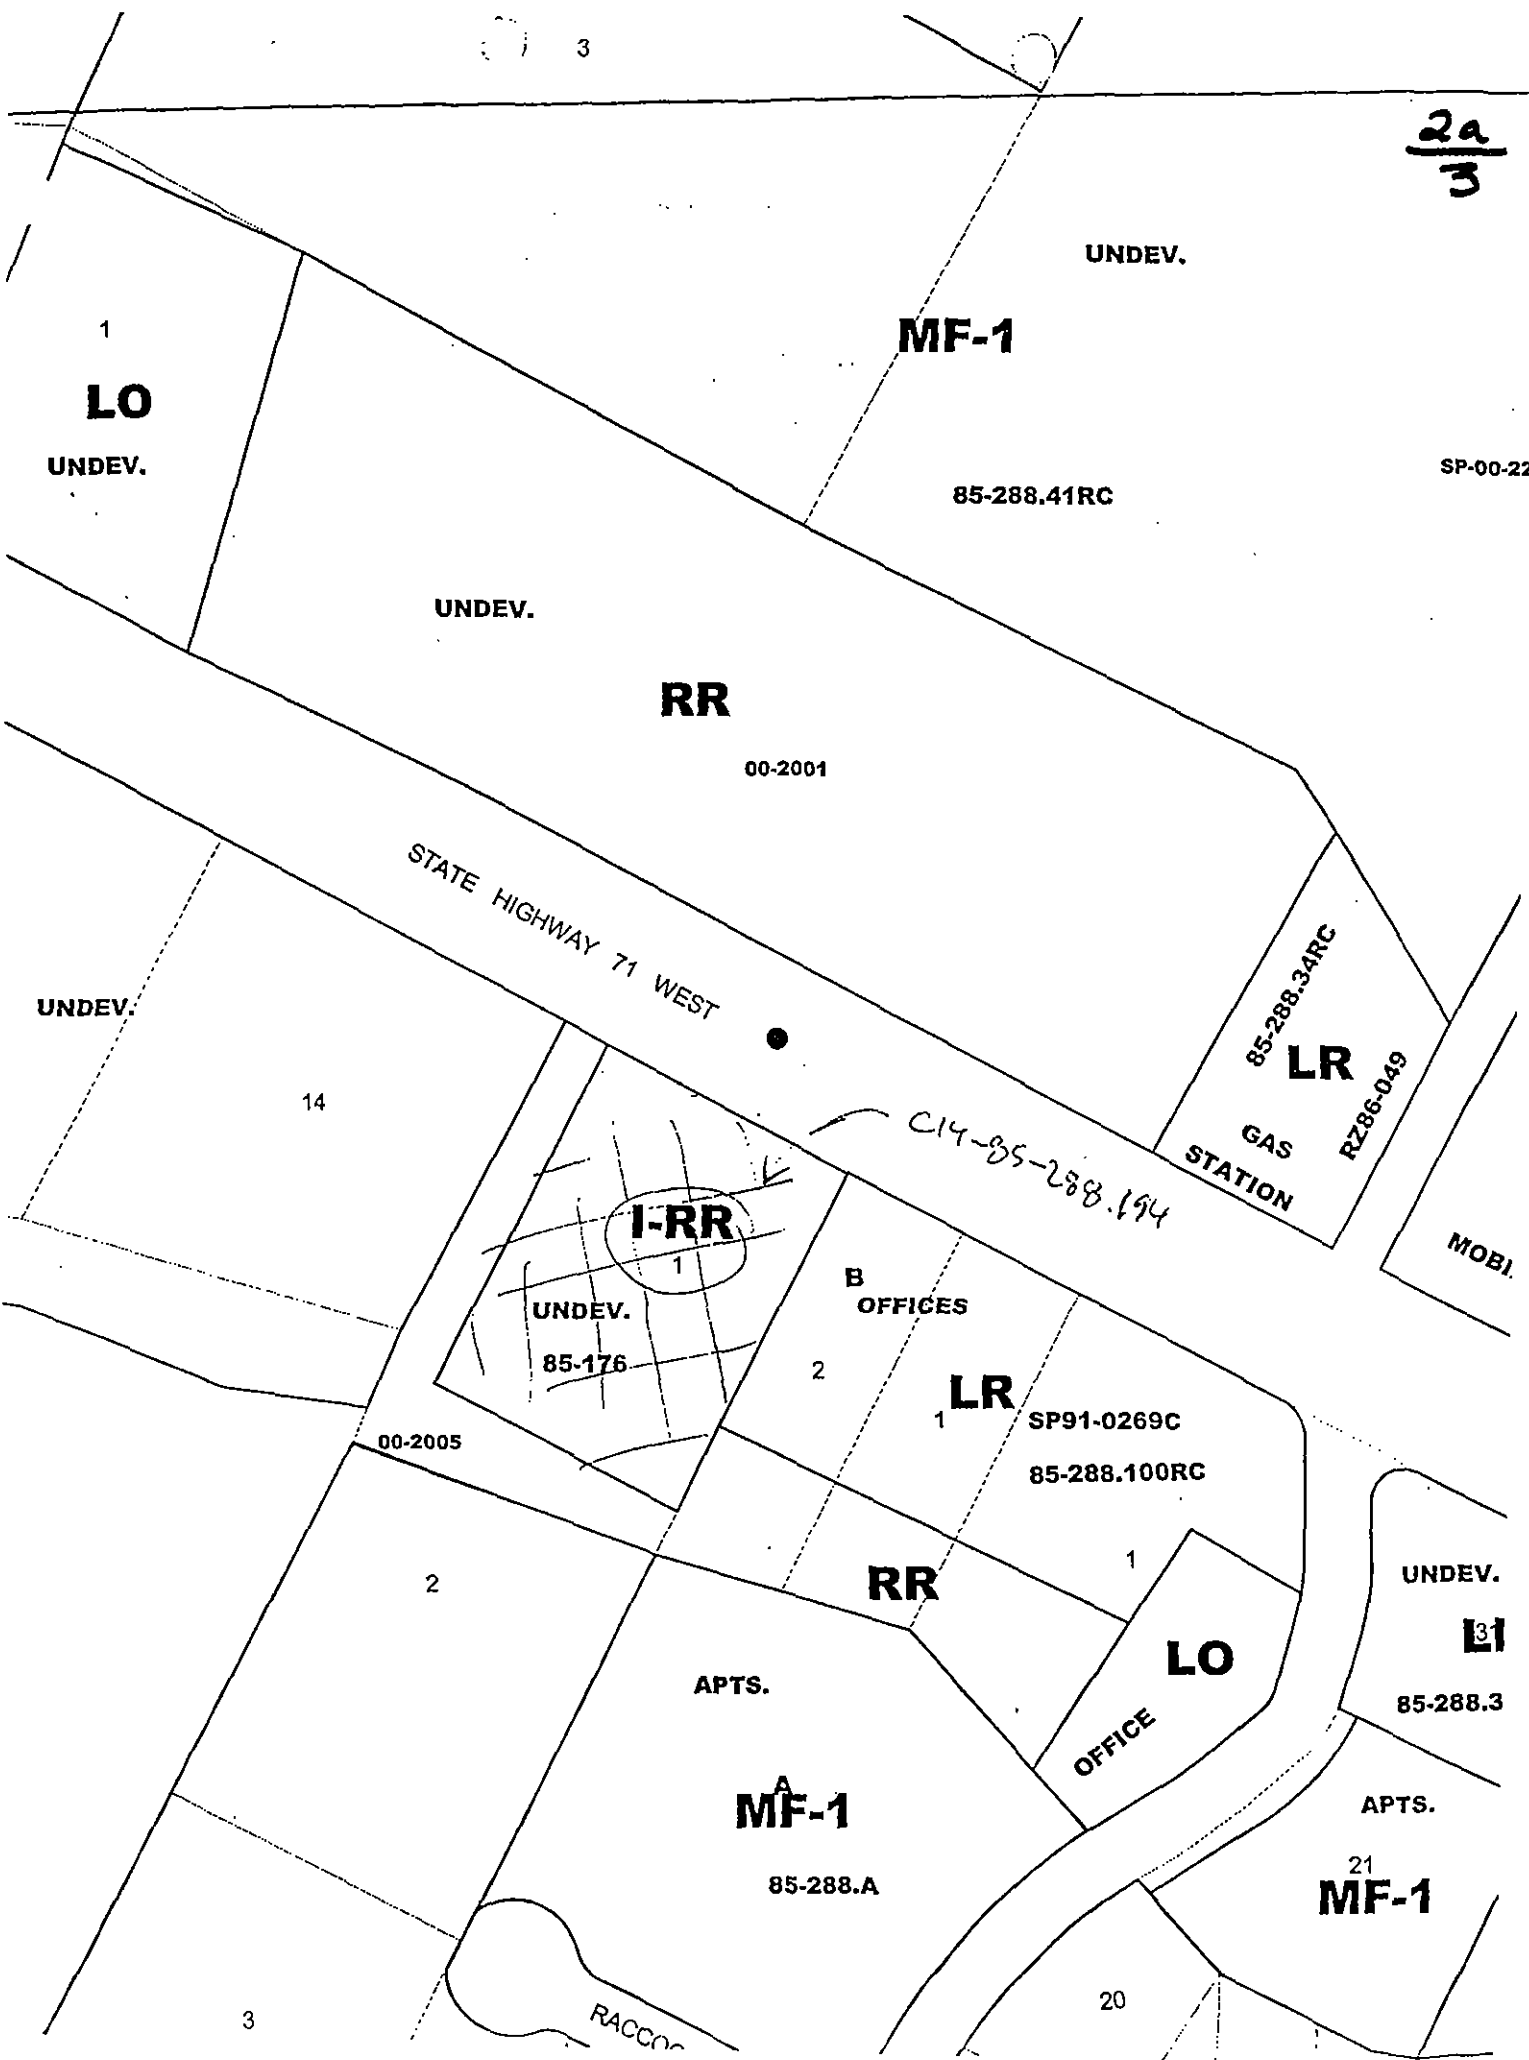 3
2a
3
UNDEV.
MF-1
1
LO
UNDEV.
SP-00-22
85-288.41RC
UNDEV.
RR
00-2001
STATE HIGHWAY 71 WEST
UNDEV.
14
85-288.34RC
LR
RZ86-049
GAS
STATION
C14-85-288.194
MOBI
I-RR
1
UNDEV.
85-176
B
OFFICES
2
LR
1
SP91-0269C
85-288.100RC
00-2005
1
RR
2
UNDEV.
LI
31
LO
OFFICE
85-288.3
APTS.
A
MF-1
85-288.A
APTS.
21
MF-1
20
3
RACCOO